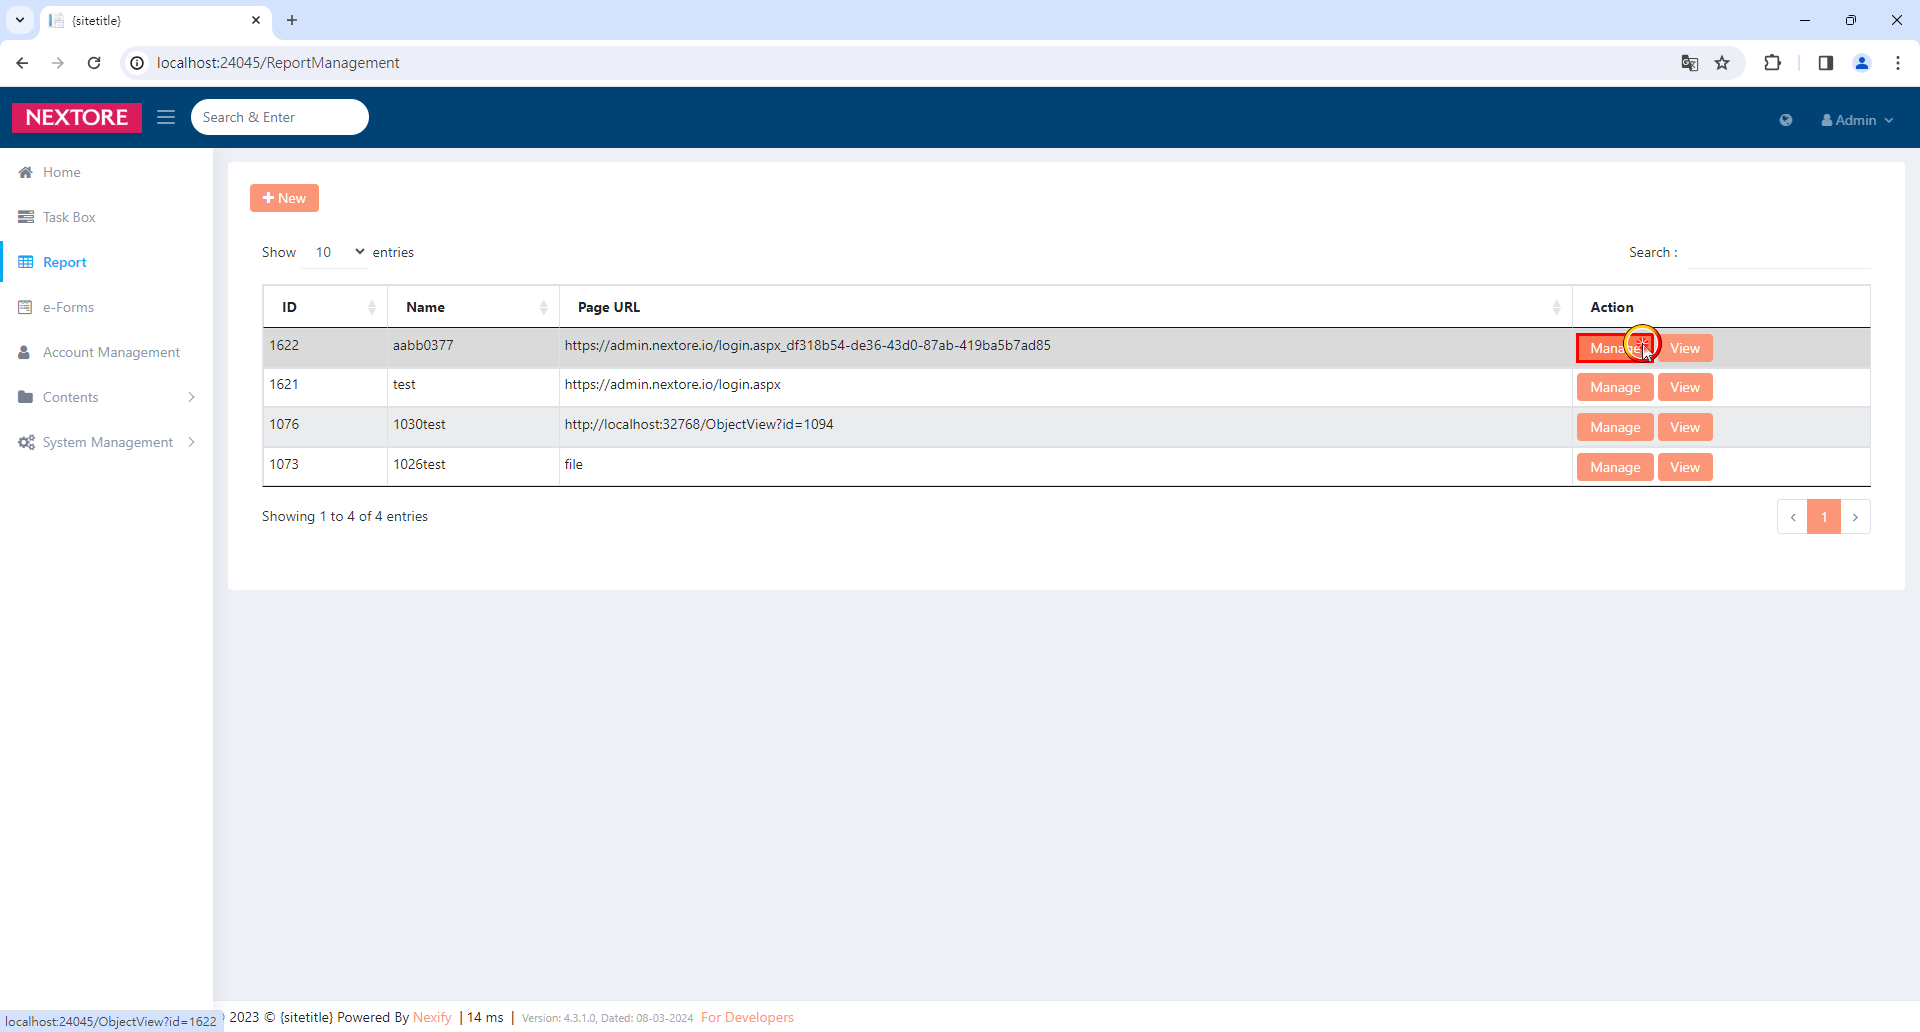 {sitetitle}
localhost:24045/ReportManagement
NEXTORE
Search & Enter
Admin
Home
Task Box
Report
e-Forms
Account Management
Contents
System Management
New
Show 10 entries
Search :
ID Name Page URL Action
1622 aabb0377 https://admin.nextore.io/login.aspx_df318b54-de36-43d0-87ab-419ba5b7ad85 Manage View
1621 test https://admin.nextore.io/login.aspx Manage View
1076 1030test http://localhost:32768/ObjectView?id=1094 Manage View
1073 1026test file Manage View
Showing 1 to 4 of 4 entries
‹ 1 ›
localhost:24045/ObjectView?id=1622
2023 © {sitetitle} Powered By Nexify | 14 ms | Version: 4.3.1.0, Dated: 08-03-2024 For Developers